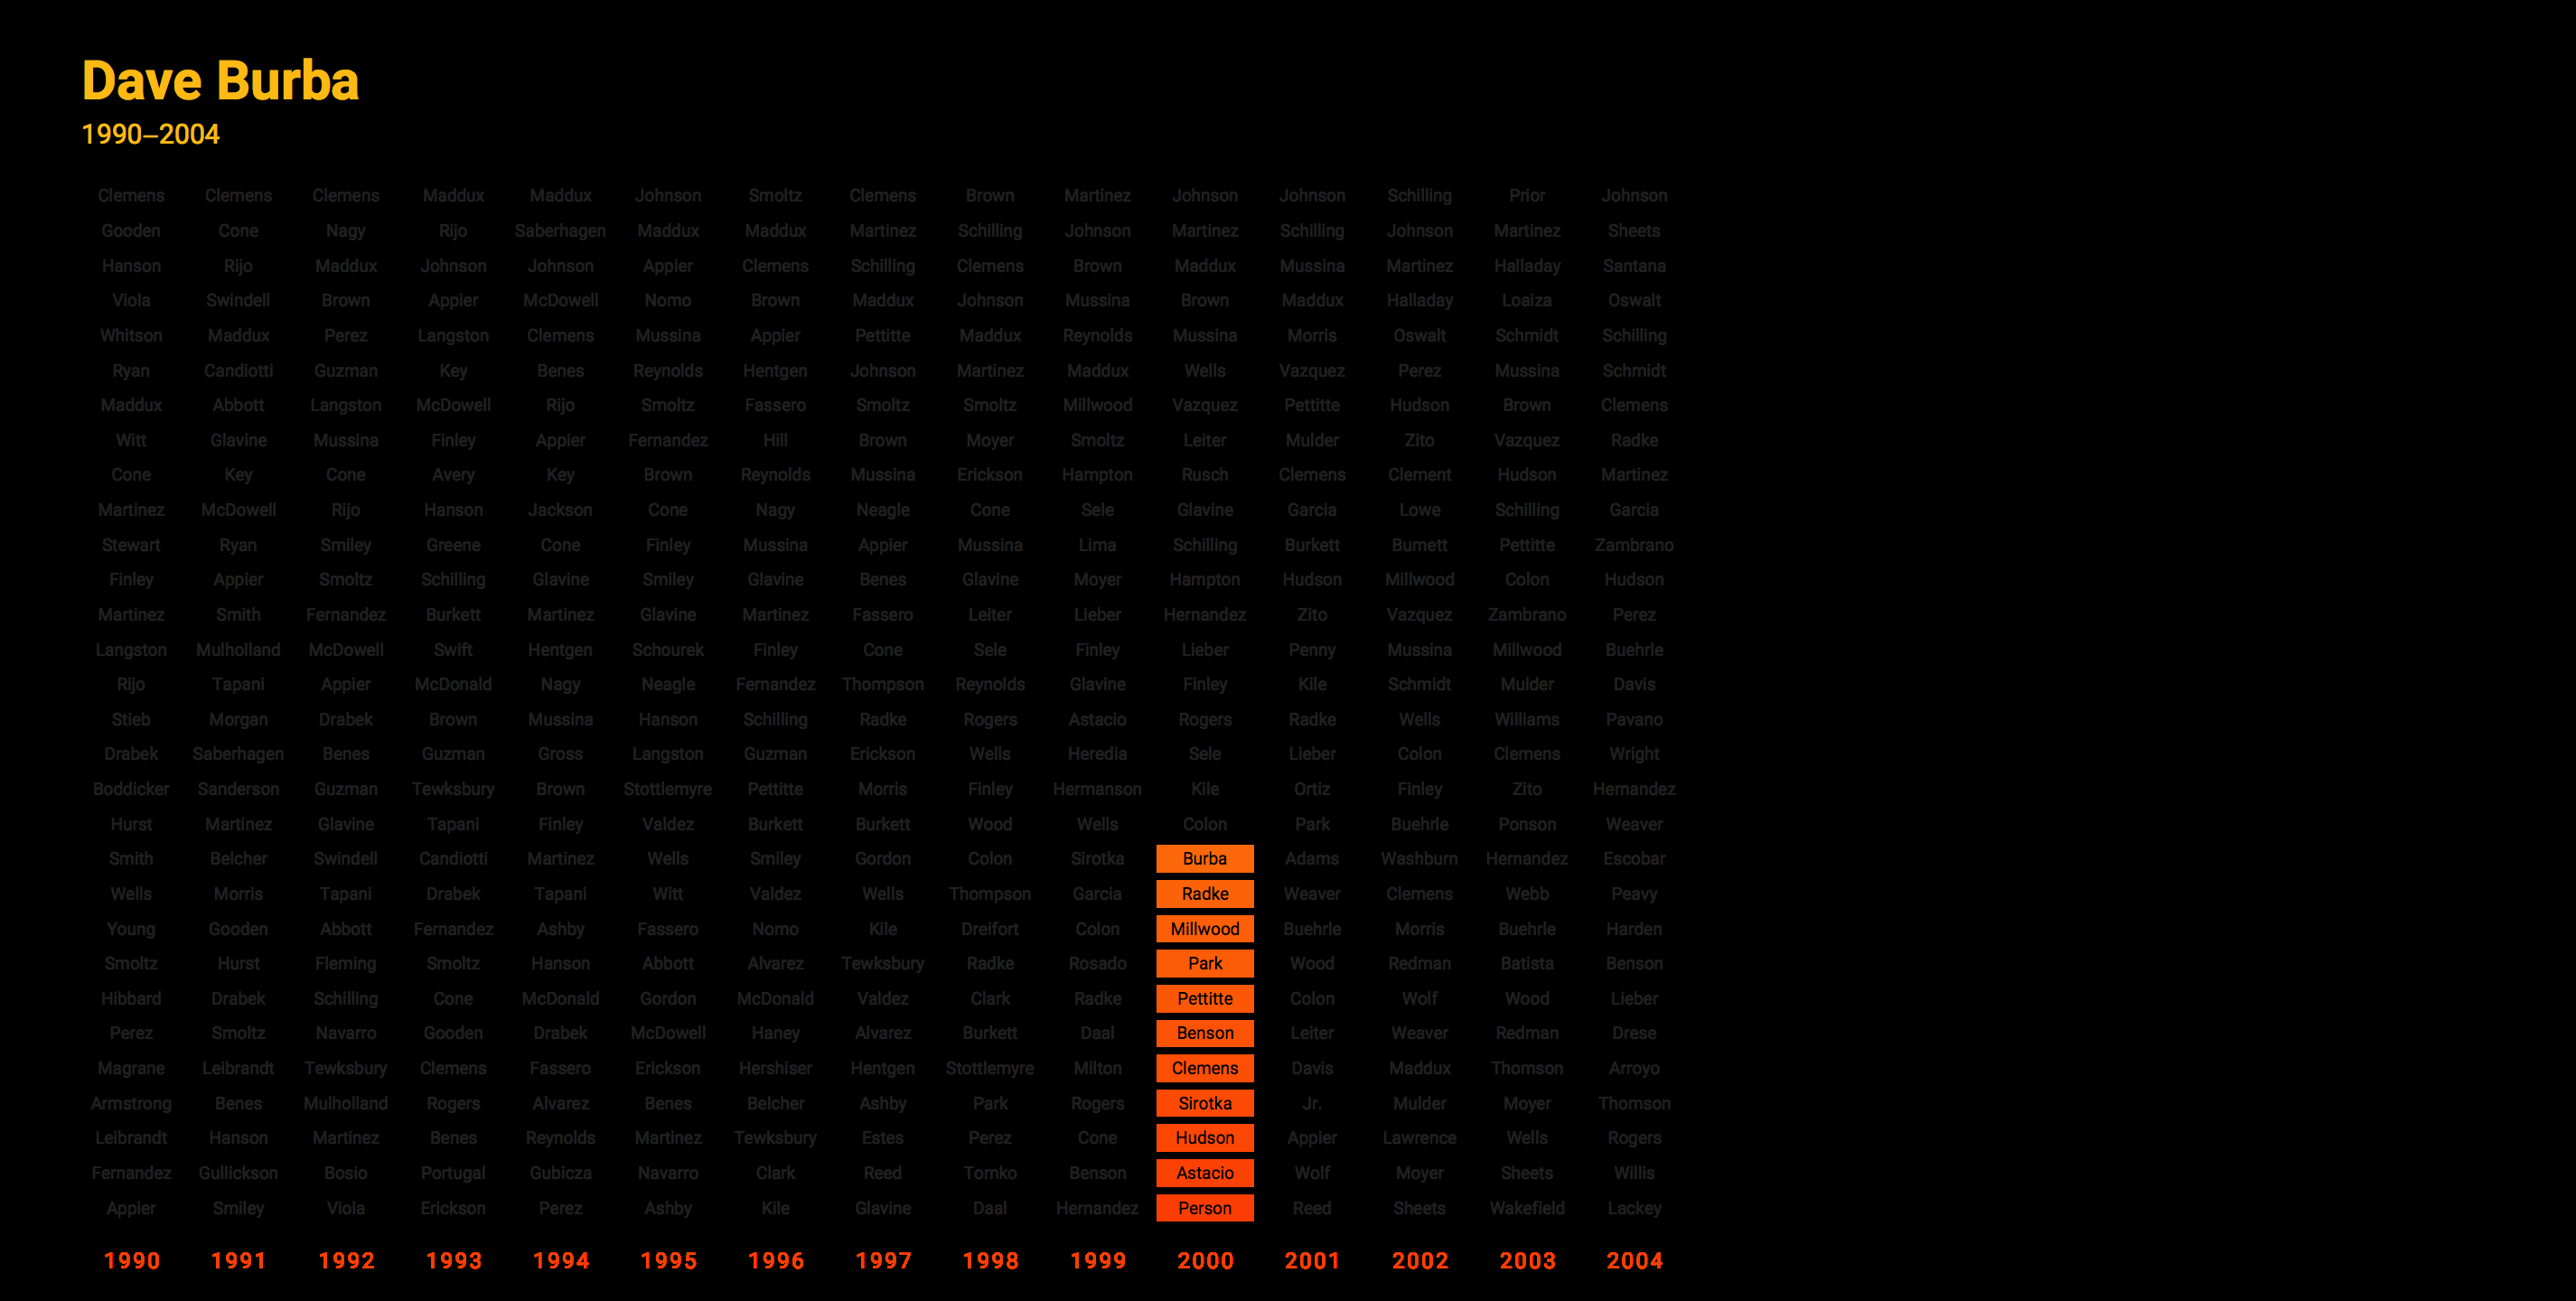 Dave Burba
1990–2004
Clemens Clemens Clemens Maddux Maddux Johnson Smoltz Clemens Brown Martinez Johnson Johnson Schilling Prior Johnson
Gooden Cone Nagy Rijo Saberhagen Maddux Maddux Martinez Schilling Johnson Martinez Schilling Johnson Martinez Sheets
Hanson Rijo Maddux Johnson Johnson Appier Clemens Schilling Clemens Brown Maddux Mussina Martinez Halladay Santana
Viola Swindell Brown Appier McDowell Nomo Brown Maddux Johnson Mussina Brown Maddux Halladay Loaiza Oswalt
Whitson Maddux Perez Langston Clemens Mussina Appier Pettitte Maddux Reynolds Mussina Morris Oswalt Schmidt Schilling
Ryan Candiotti Guzman Key Benes Reynolds Hentgen Johnson Martinez Maddux Wells Vazquez Perez Mussina Schmidt
Maddux Abbott Langston McDowell Rijo Smoltz Fassero Smoltz Smoltz Millwood Vazquez Pettitte Hudson Brown Clemens
Witt Glavine Mussina Finley Appier Fernandez Hill Brown Moyer Smoltz Leiter Mulder Zito Vazquez Radke
Cone Key Cone Avery Key Brown Reynolds Mussina Erickson Hampton Rusch Clemens Clement Hudson Martinez
Martinez McDowell Rijo Hanson Jackson Cone Nagy Neagle Cone Sele Glavine Garcia Lowe Schilling Garcia
Stewart Ryan Smiley Greene Cone Finley Mussina Appier Mussina Lima Schilling Burkett Burnett Pettitte Zambrano
Finley Appier Smoltz Schilling Glavine Smiley Glavine Benes Glavine Moyer Hampton Hudson Millwood Colon Hudson
Martinez Smith Fernandez Burkett Martinez Glavine Martinez Fassero Leiter Lieber Hernandez Zito Vazquez Zambrano Perez
Langston Mulholland McDowell Swift Hentgen Schourek Finley Cone Sele Finley Lieber Penny Mussina Millwood Buehrle
Rijo Tapani Appier McDonald Nagy Neagle Fernandez Thompson Reynolds Glavine Finley Kile Schmidt Mulder Davis
Stieb Morgan Drabek Brown Mussina Hanson Schilling Radke Rogers Astacio Rogers Radke Wells Williams Pavano
Drabek Saberhagen Benes Guzman Gross Langston Guzman Erickson Wells Heredia Sele Lieber Colon Clemens Wright
Boddicker Sanderson Guzman Tewksbury Brown Stottlemyre Pettitte Morris Finley Hermanson Kile Ortiz Finley Zito Hernandez
Hurst Martinez Glavine Tapani Finley Valdez Burkett Burkett Wood Wells Colon Park Buehrle Ponson Weaver
Smith Belcher Swindell Candiotti Martinez Wells Smiley Gordon Colon Sirotka Burba Adams Washburn Hernandez Escobar
Wells Morris Tapani Drabek Tapani Witt Valdez Wells Thompson Garcia Radke Weaver Clemens Webb Peavy
Young Gooden Abbott Fernandez Ashby Fassero Nomo Kile Dreifort Colon Millwood Buehrle Morris Buehrle Harden
Smoltz Hurst Fleming Smoltz Hanson Abbott Alvarez Tewksbury Radke Rosado Park Wood Redman Batista Benson
Hibbard Drabek Schilling Cone McDonald Gordon McDonald Valdez Clark Radke Pettitte Colon Wolf Wood Lieber
Perez Smoltz Navarro Gooden Drabek McDowell Haney Alvarez Burkett Daal Benson Leiter Weaver Redman Drese
Magrane Leibrandt Tewksbury Clemens Fassero Erickson Hershiser Hentgen Stottlemyre Milton Clemens Davis Maddux Thomson Arroyo
Armstrong Benes Mulholland Rogers Alvarez Benes Belcher Ashby Park Rogers Sirotka Jr. Mulder Moyer Thomson
Leibrandt Hanson Martinez Benes Reynolds Martinez Tewksbury Estes Perez Cone Hudson Appier Lawrence Wells Rogers
Fernandez Gullickson Bosio Portugal Gubicza Navarro Clark Reed Tomko Benson Astacio Wolf Moyer Sheets Willis
Appier Smiley Viola Erickson Perez Ashby Kile Glavine Daal Hernandez Person Reed Sheets Wakefield Lackey
1990 1991 1992 1993 1994 1995 1996 1997 1998 1999 2000 2001 2002 2003 2004